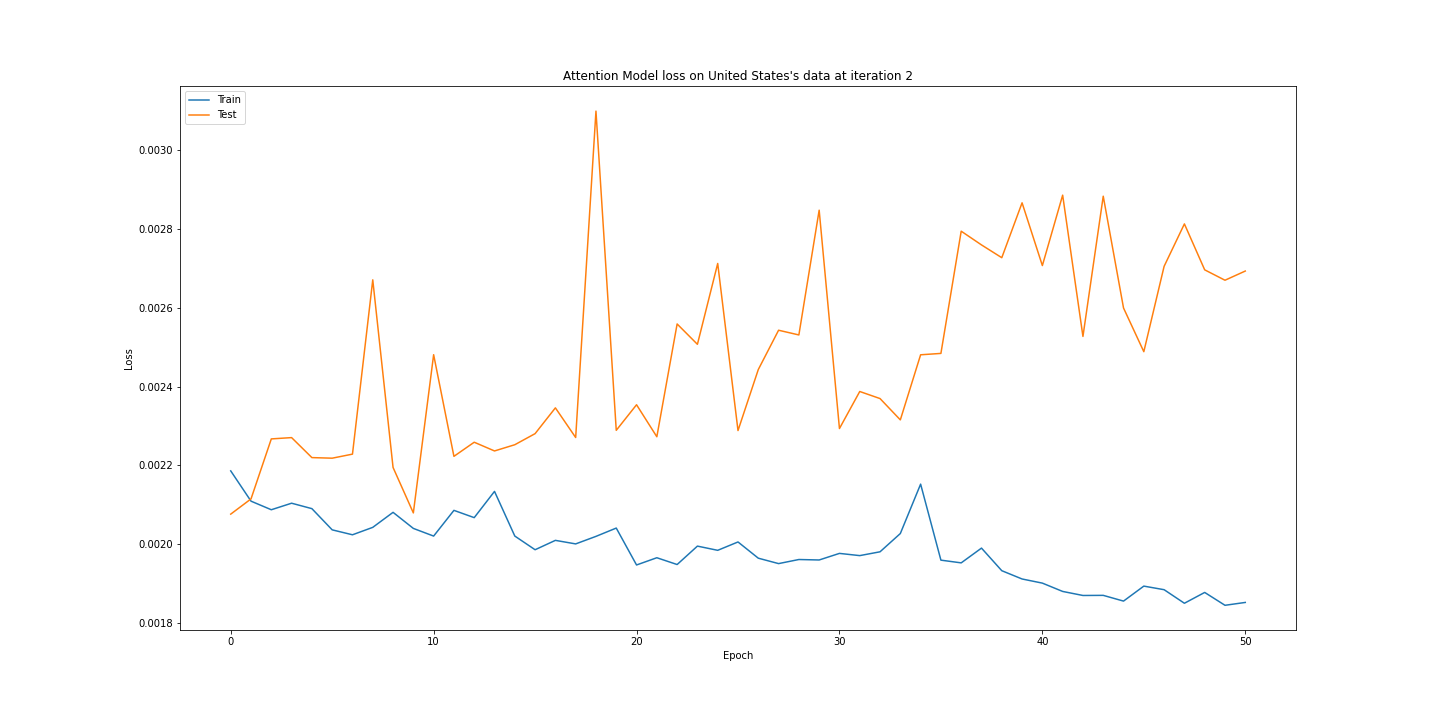 Attention Model loss on United States's data at iteration 2
Train
Test
0.0030
0.0028
0.0026
0.0024
0.0022
0.0020
0.0018
Loss
0 10 20 30 40 50
Epoch